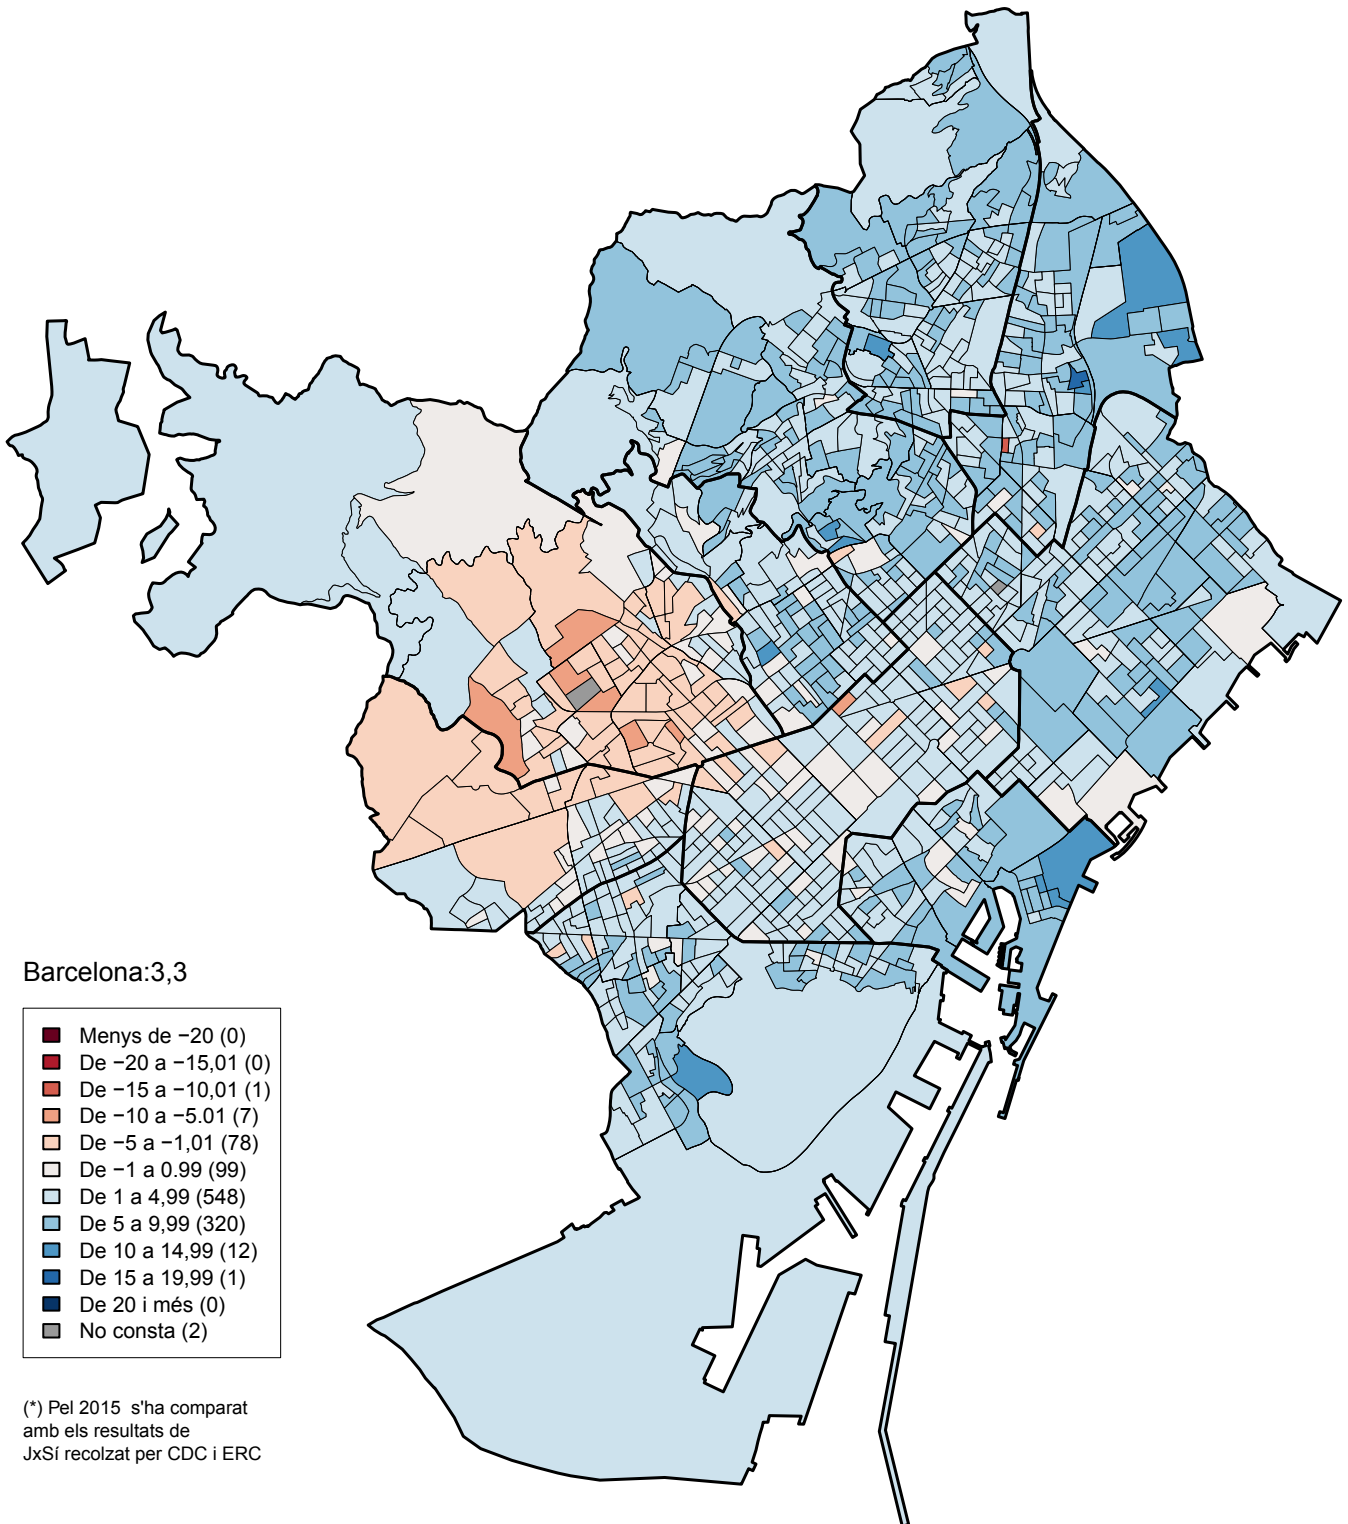 Barcelona:3,3
Menys de −20 (0)
De −20 a −15,01 (0)
De −15 a −10,01 (1)
De −10 a −5.01 (7)
De −5 a −1,01 (78)
De −1 a 0.99 (99)
De 1 a 4,99 (548)
De 5 a 9,99 (320)
De 10 a 14,99 (12)
De 15 a 19,99 (1)
De 20 i més (0)
No consta (2)
(*) Pel 2015 s'ha comparat
amb els resultats de
JxSí recolzat per CDC i ERC